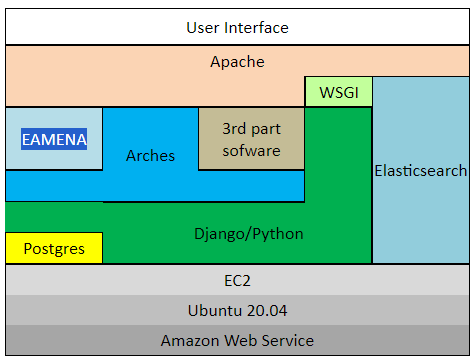 User Interface
Apache
WSGI
EAMENA
Arches
3rd part
sofware
Elasticsearch
Django/Python
Postgres
EC2
Ubuntu 20.04
Amazon Web Service